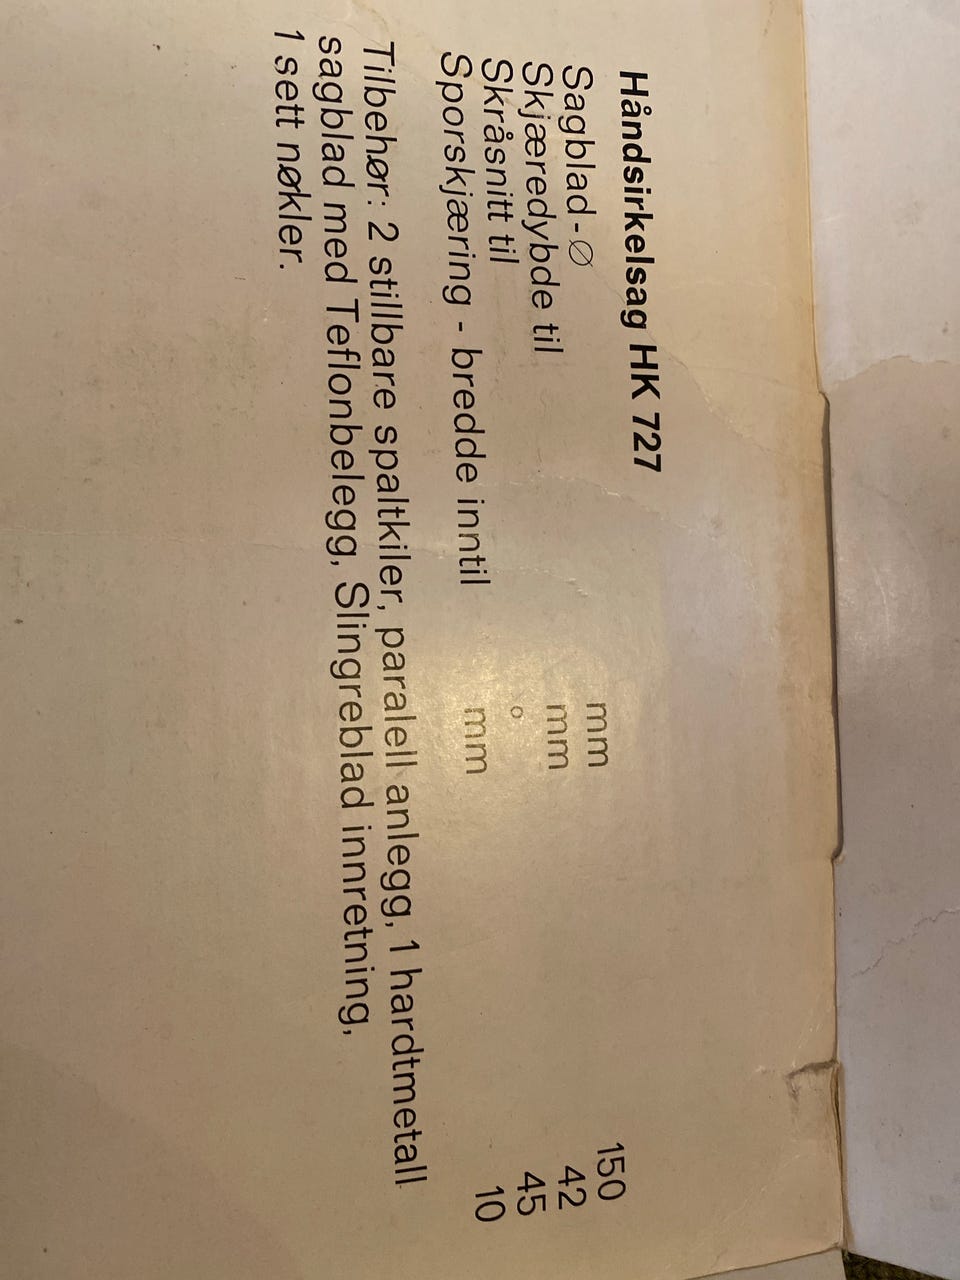 Håndsirkelsag HK 727
Sagblad - Ø mm 150
Skjæredybde til mm 42
Skråsnitt til ° 45
Sporskjæring - bredde inntil mm 10
Tilbehør: 2 stillbare spaltkiler, paralell anlegg, 1 hardtmetall
sagblad med Teflonbelegg, Slingreblad innretning,
1 sett nøkler.